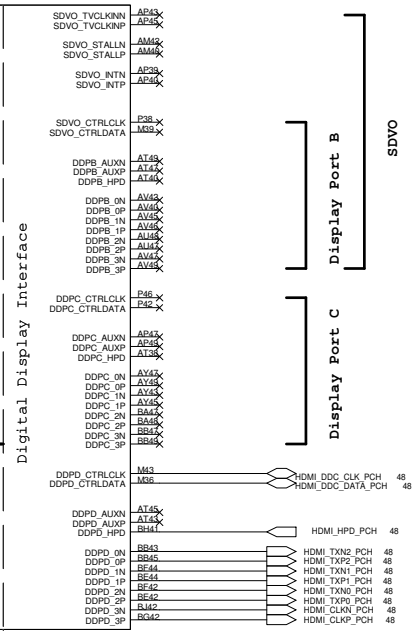 SDVO_TVCLKINN AP43
SDVO_TVCLKINP AP45
SDVO_STALLN AM42
SDVO_STALLP AM40
SDVO_INTN AP39
SDVO_INTP AP40
SDVO_CTRLCLK P38
SDVO_CTRLDATA M39
DDPB_AUXN AT49
DDPB_AUXP AT47
DDPB_HPD AT40
DDPB_0N AV42
DDPB_0P AV40
DDPB_1N AV45
DDPB_1P AV46
DDPB_2N AU48
DDPB_2P AU47
DDPB_3N AV47
DDPB_3P AV49
Display Port B
SDVO
Digital Display Interface
DDPC_CTRLCLK P46
DDPC_CTRLDATA P42
DDPC_AUXN AP47
DDPC_AUXP AP49
DDPC_HPD AT38
DDPC_0N AY47
DDPC_0P AY49
DDPC_1N AY43
DDPC_1P AY45
DDPC_2N BA47
DDPC_2P BA48
DDPC_3N BB47
DDPC_3P BB49
Display Port C
DDPD_CTRLCLK M43 HDMI_DDC_CLK_PCH 48
DDPD_CTRLDATA M36 HDMI_DDC_DATA_PCH 48
DDPD_AUXN AT45
DDPD_AUXP AT43
DDPD_HPD BH41 HDMI_HPD_PCH 48
DDPD_0N BB43 HDMI_TXN2_PCH 48
DDPD_0P BB45 HDMI_TXP2_PCH 48
DDPD_1N BF44 HDMI_TXN1_PCH 48
DDPD_1P BE44 HDMI_TXP1_PCH 48
DDPD_2N BF42 HDMI_TXN0_PCH 48
DDPD_2P BE42 HDMI_TXP0_PCH 48
DDPD_3N BJ42 HDMI_CLKN_PCH 48
DDPD_3P BG42 HDMI_CLKP_PCH 48